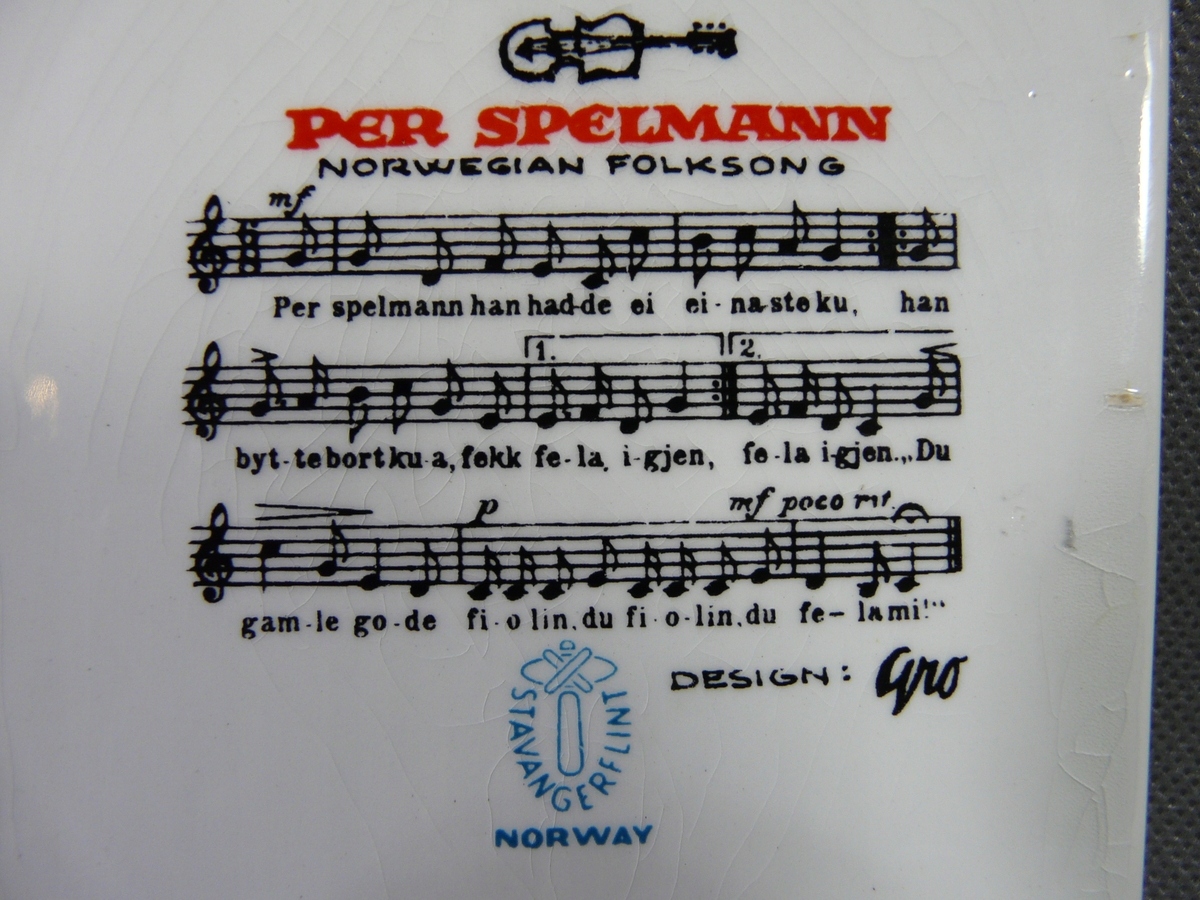 PER SPELMANN
NORWEGIAN FOLKSONG
mf
Per spelmann han had-de ei ei-na-ste ku, han
1. 2.
byt-te bort ku-a, fekk fe-la, i-gjen, fe-la i-gjen. „Du
p mf poco rit.
gam-le go-de fi-o lin, du fi-o-lin, du fe- la mi!“
DESIGN: Gro
STAVANGERFLINT
NORWAY